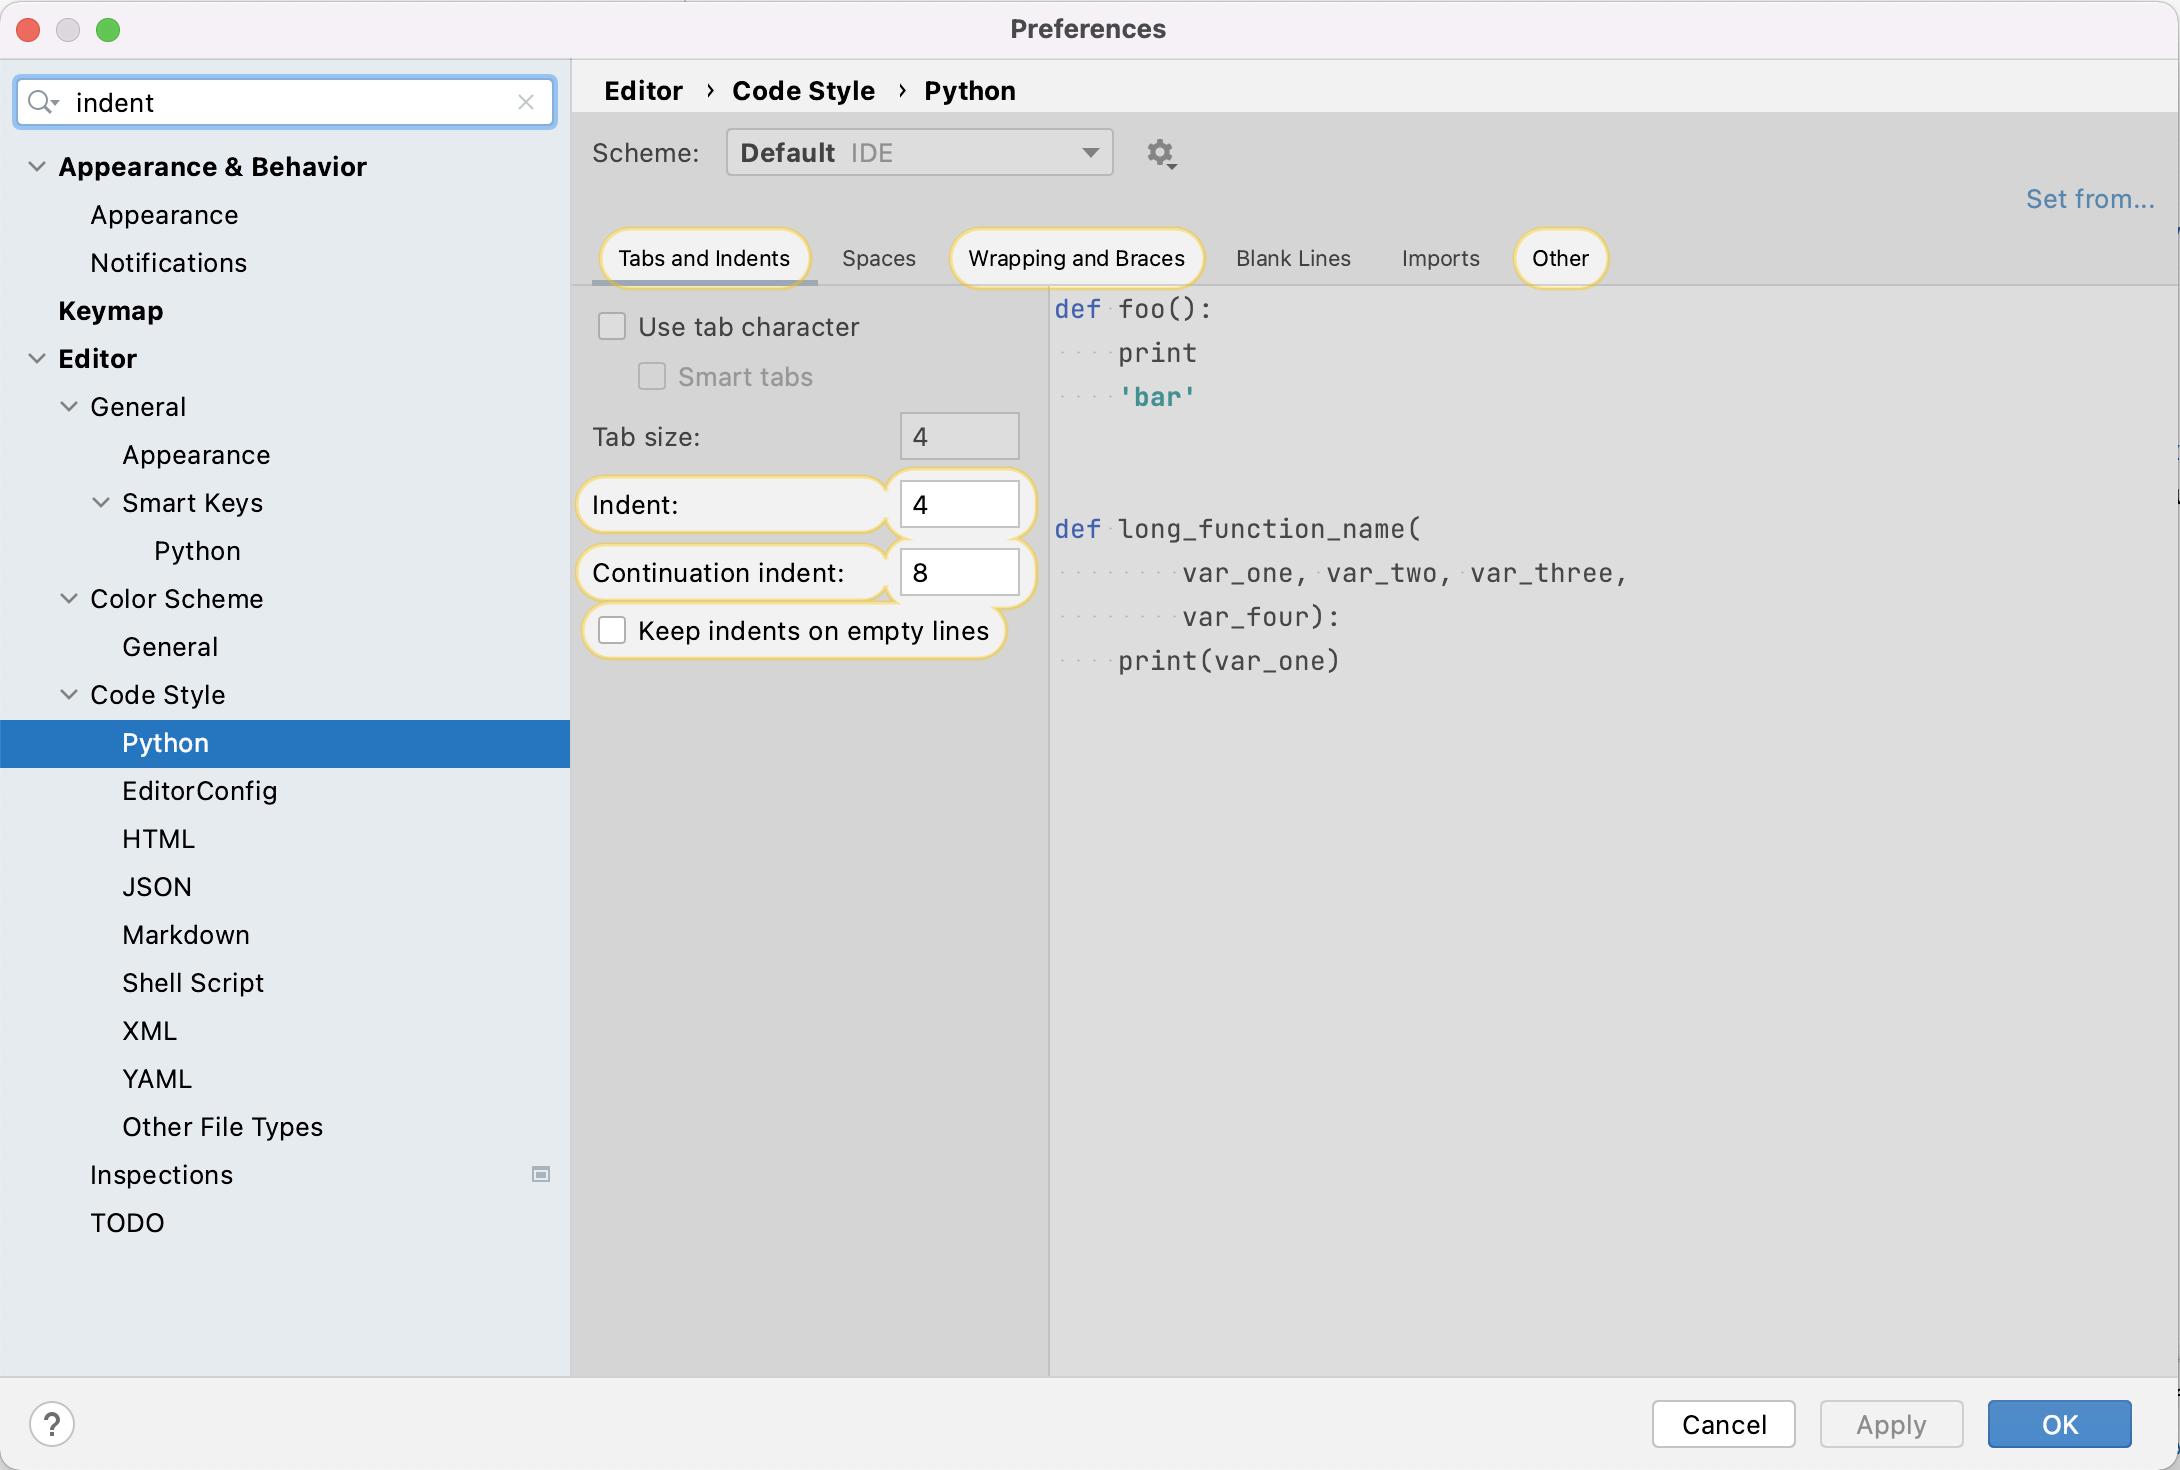 Preferences
indent
Appearance & Behavior
Appearance
Notifications
Keymap
Editor
General
Appearance
Smart Keys
Python
Color Scheme
General
Code Style
Python
EditorConfig
HTML
JSON
Markdown
Shell Script
XML
YAML
Other File Types
Inspections
TODO
Editor › Code Style › Python
Scheme: Default IDE
Set from...
Tabs and Indents Spaces Wrapping and Braces Blank Lines Imports Other
Use tab character
Smart tabs
Tab size: 4
Indent: 4
Continuation indent: 8
Keep indents on empty lines
def foo():
    print
    'bar'
def long_function_name(
        var_one, var_two, var_three,
        var_four):
    print(var_one)
?
Cancel Apply OK